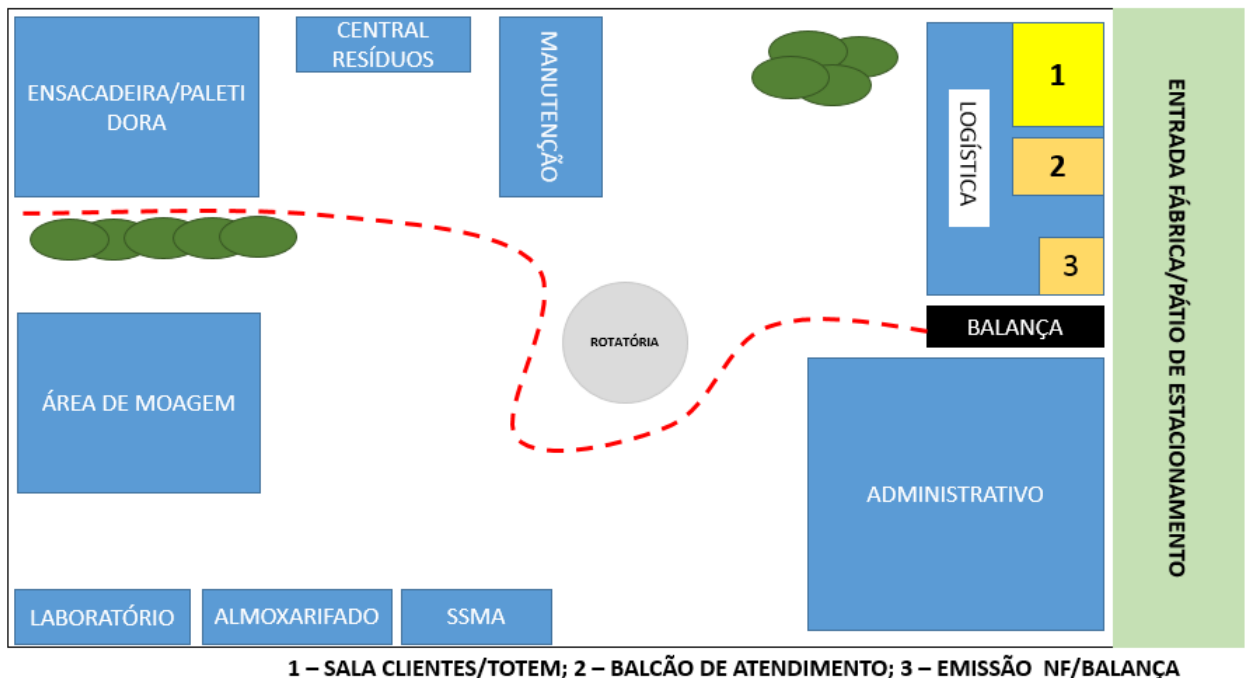 ENSACADEIRA/PALETI
DORA
CENTRAL
RESÍDUOS
MANUTENÇÃO
LOGÍSTICA
1
2
3
ENTRADA FÁBRICA/PÁTIO DE ESTACIONAMENTO
ROTATÓRIA
BALANÇA
ÁREA DE MOAGEM
ADMINISTRATIVO
LABORATÓRIO
ALMOXARIFADO
SSMA
1 – SALA CLIENTES/TOTEM; 2 – BALCÃO DE ATENDIMENTO; 3 – EMISSÃO NF/BALANÇA